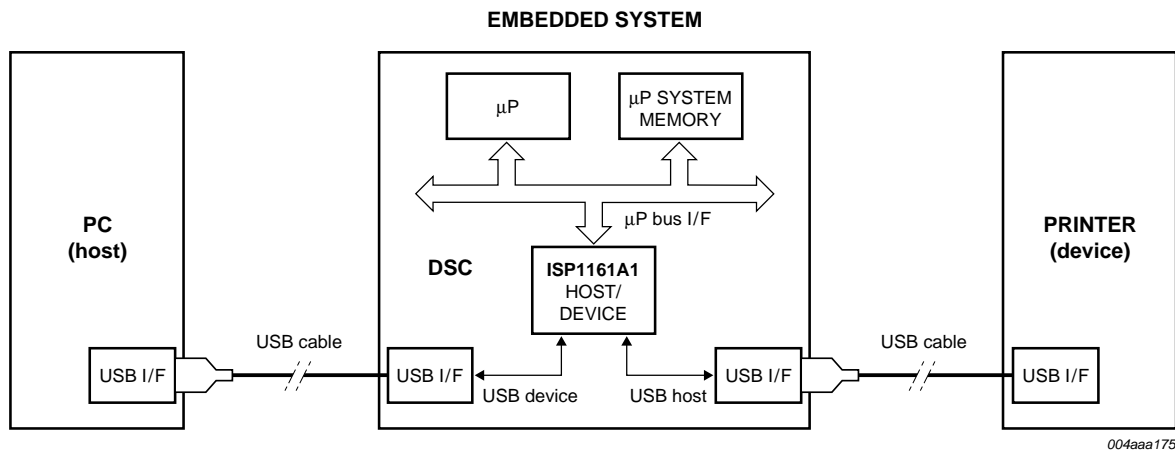 EMBEDDED SYSTEM
μP
μP SYSTEM
MEMORY
μP bus I/F
PC
(host)
DSC
ISP1161A1
HOST/
DEVICE
PRINTER
(device)
USB cable
USB cable
USB I/F
USB I/F
USB device
USB host
USB I/F
USB I/F
004aaa175